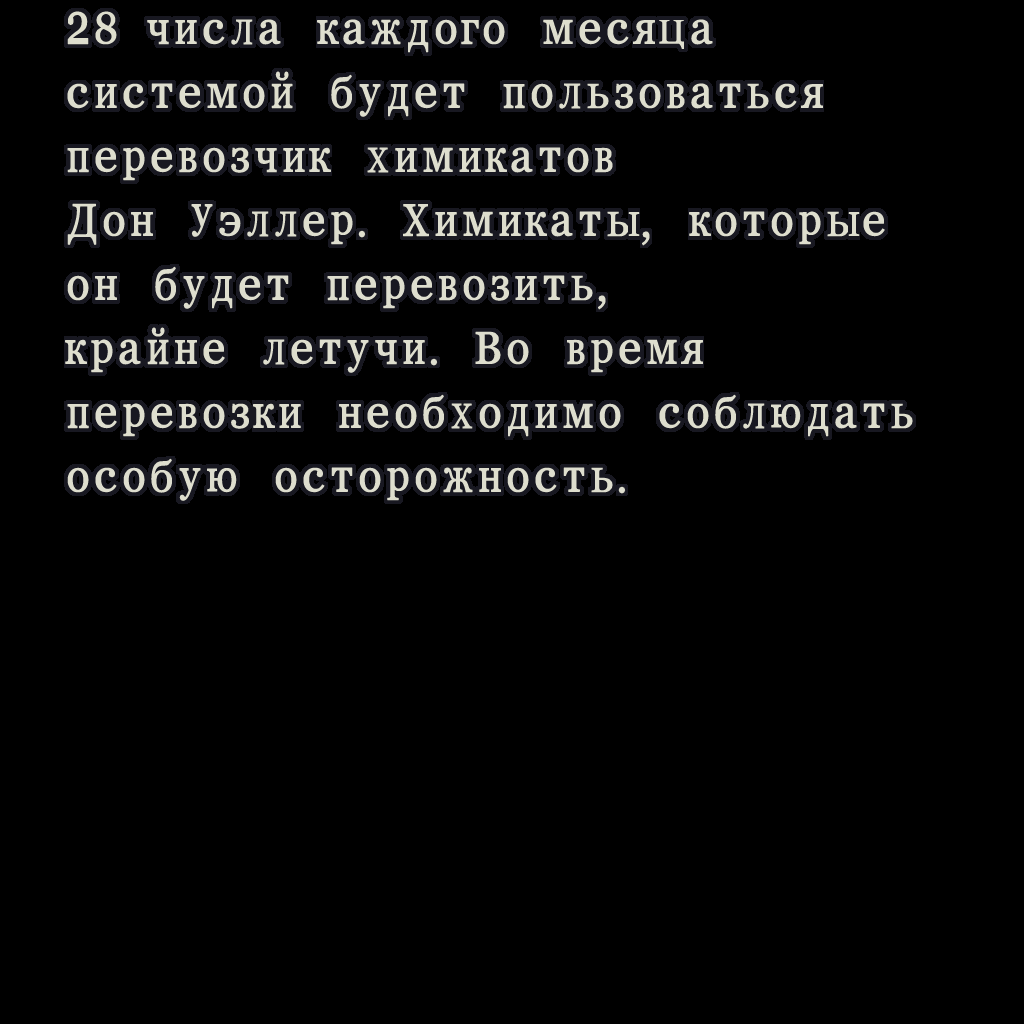 28 числа каждого месяца
системой будет пользоваться
перевозчик химикатов
Дон Уэллер. Химикаты, которые
он будет перевозить,
крайне летучи. Во время
перевозки необходимо соблюдать
особую осторожность.